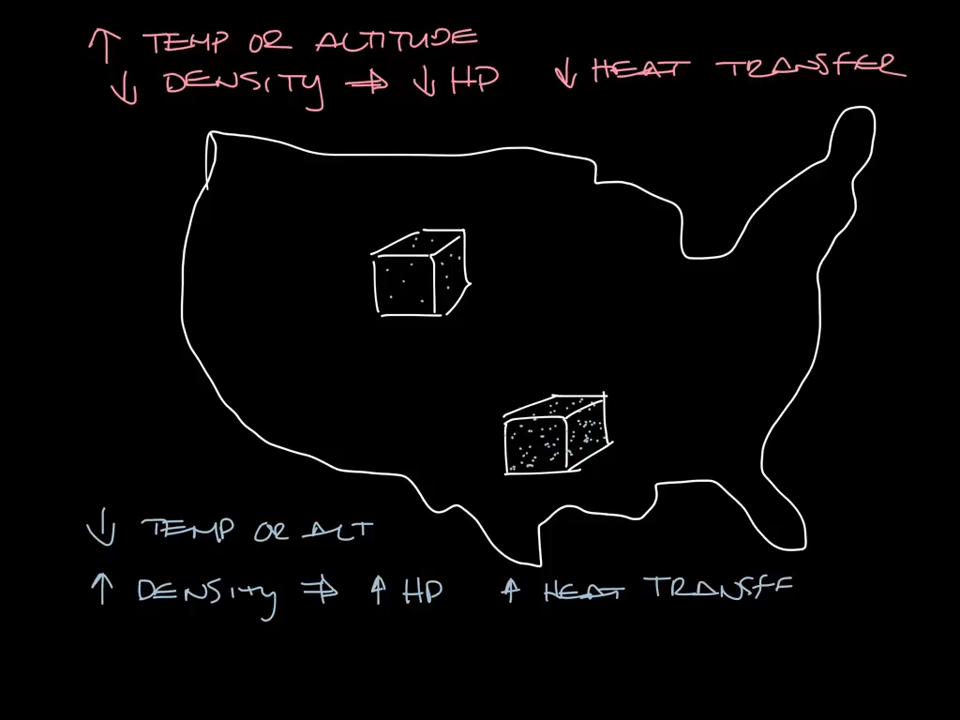 ↑ TEMP OR ALTITUDE
↓ DENSITY ⇒ ↓ HP ↓ HEAT TRANSFER
↓ TEMP OR ALT
↑ DENSITY ⇒ ↑ HP ↑ HEAT TRANSFE